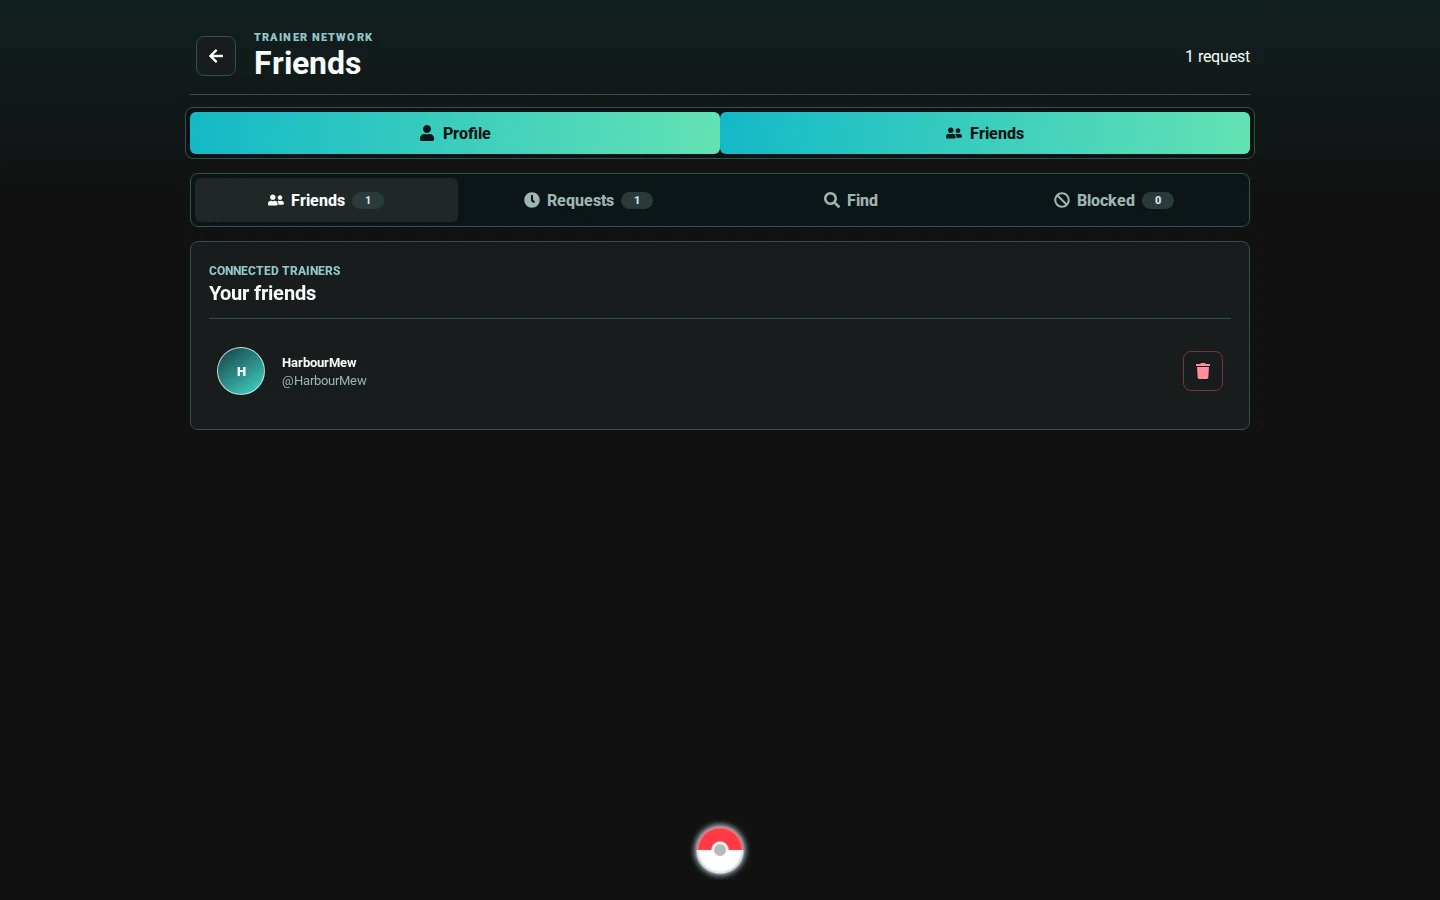 TRAINER NETWORK
Friends
1 request
Profile
Friends
Friends 1
Requests 1
Find
Blocked 0
CONNECTED TRAINERS
Your friends
H
HarbourMew
@HarbourMew